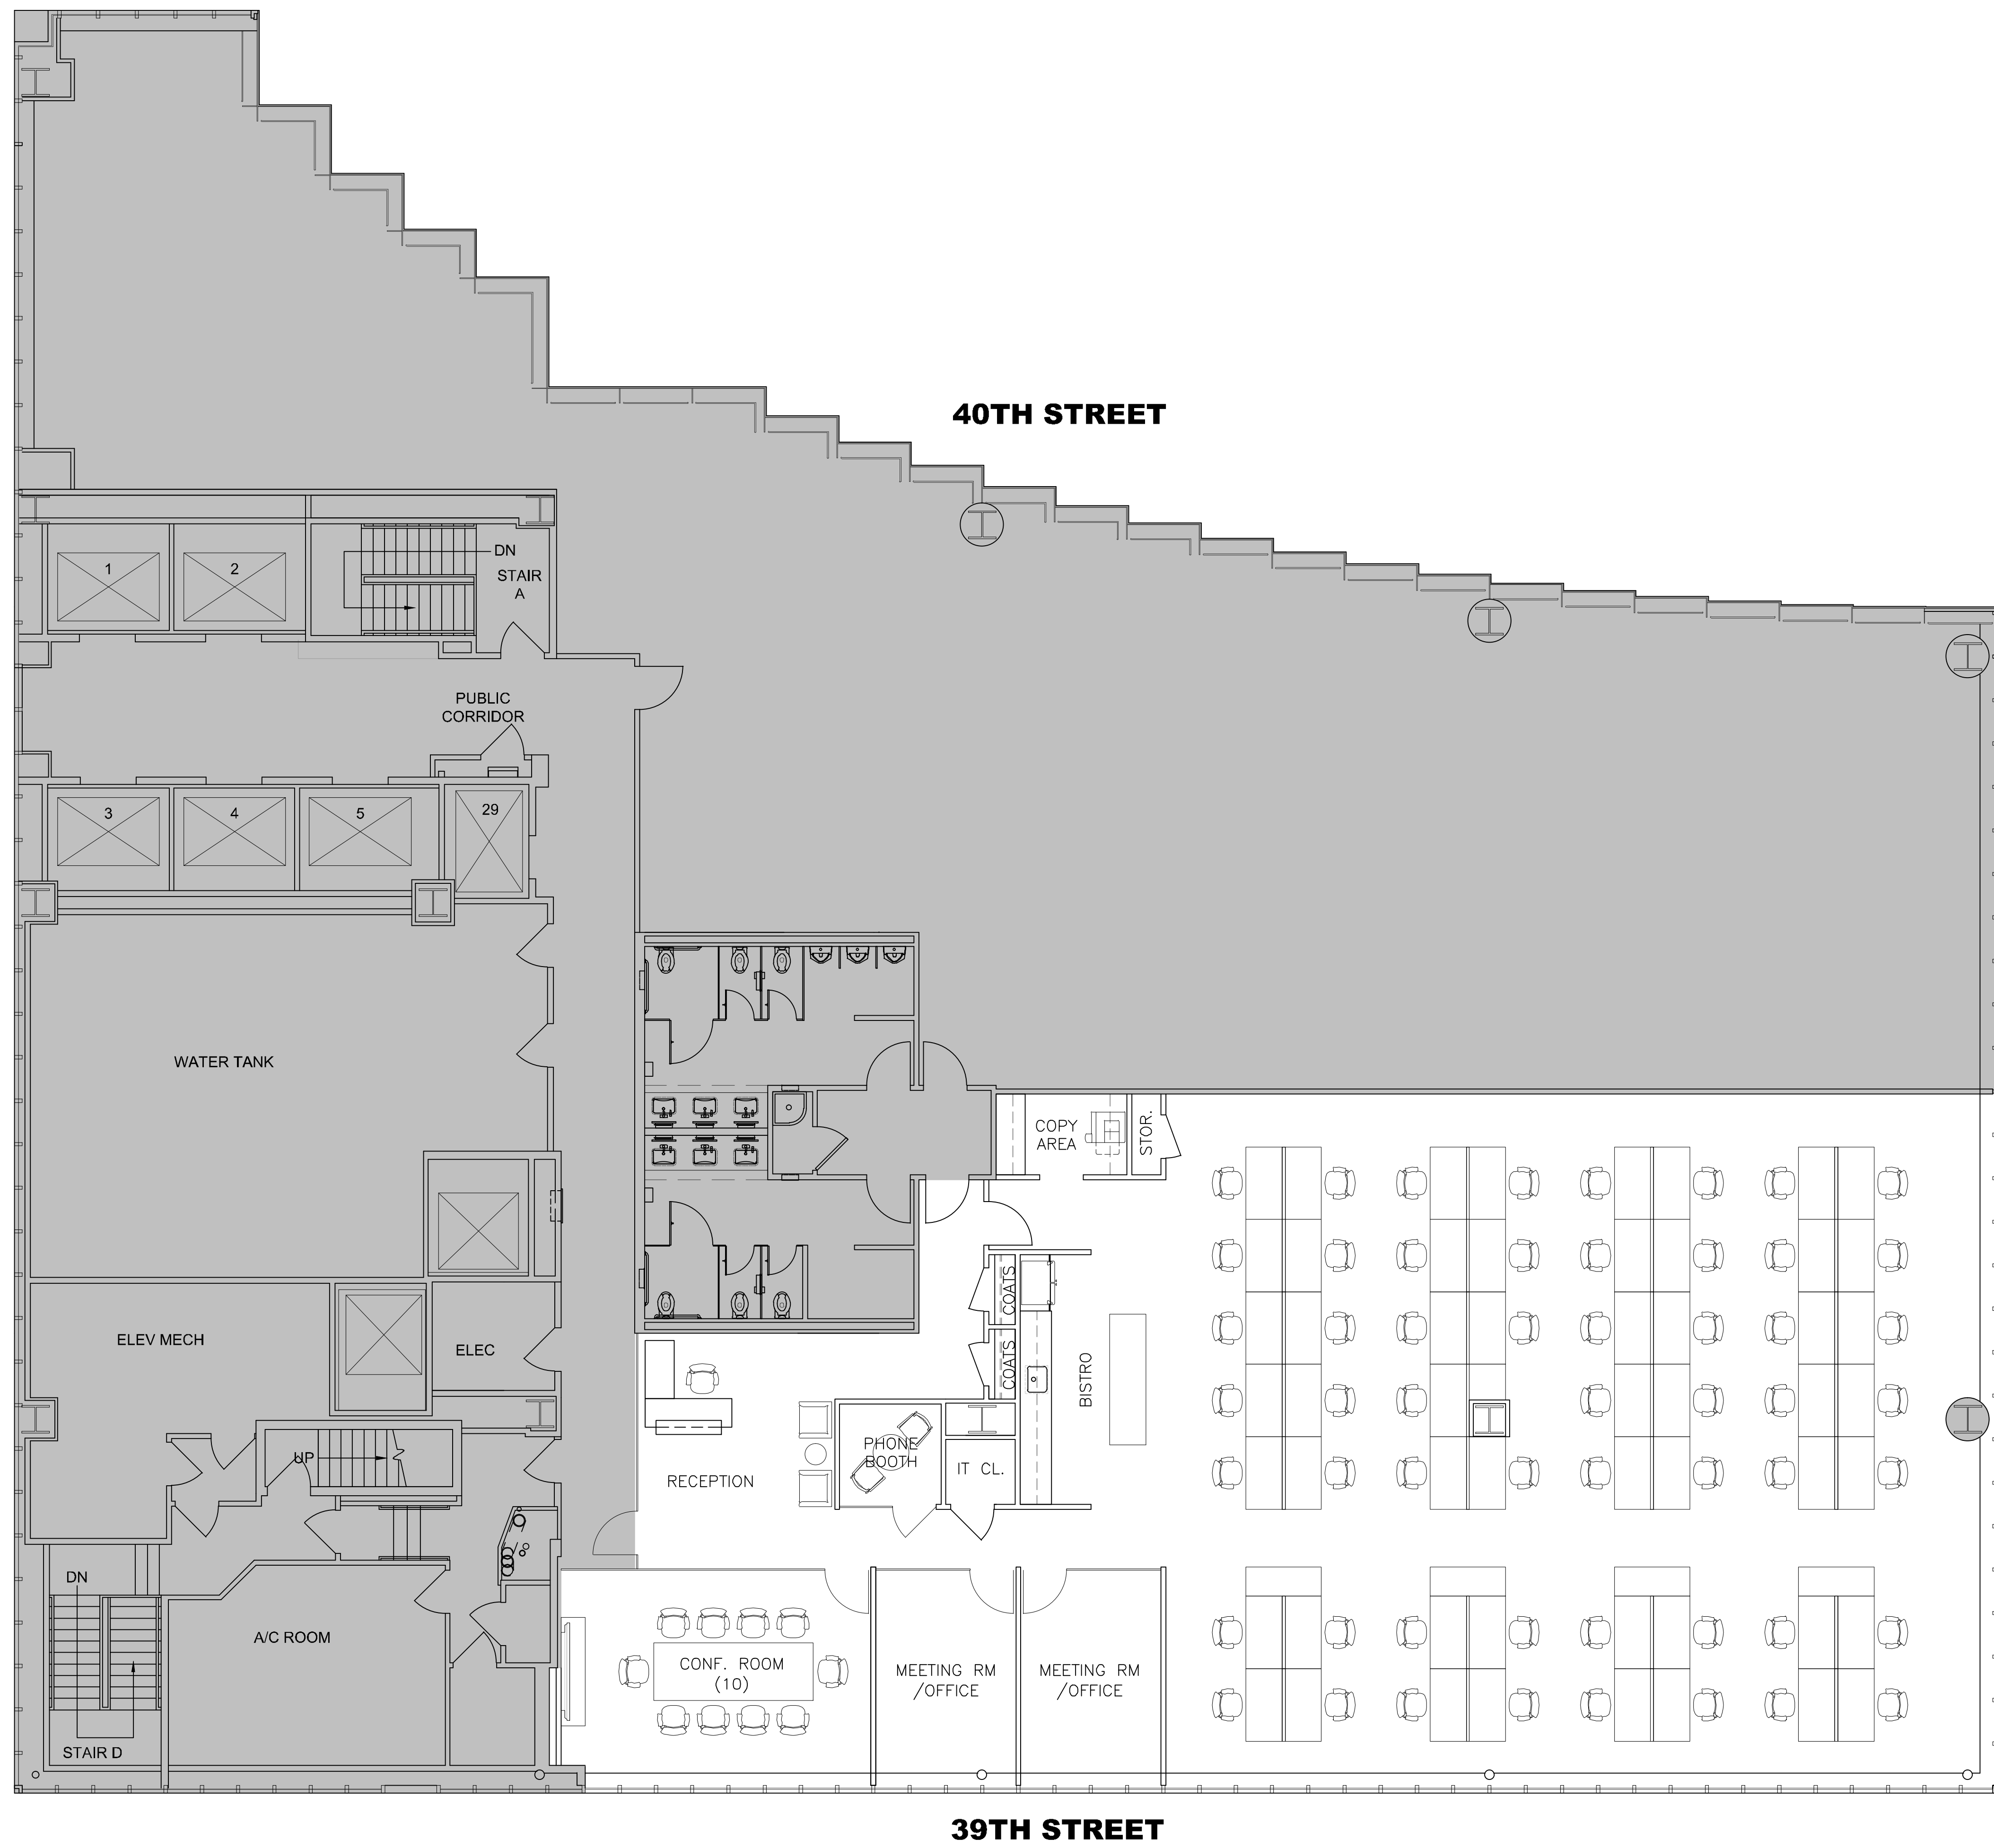 40TH STREET
1
2
DN
STAIR
A
PUBLIC
CORRIDOR
3
4
5
29
WATER TANK
COPY
AREA
STOR.
ELEV MECH
ELEC
COATS
COATS
BISTRO
UP
RECEPTION
PHONE
BOOTH
IT CL.
DN
A/C ROOM
STAIR D
CONF. ROOM
(10)
MEETING RM
/OFFICE
MEETING RM
/OFFICE
39TH STREET